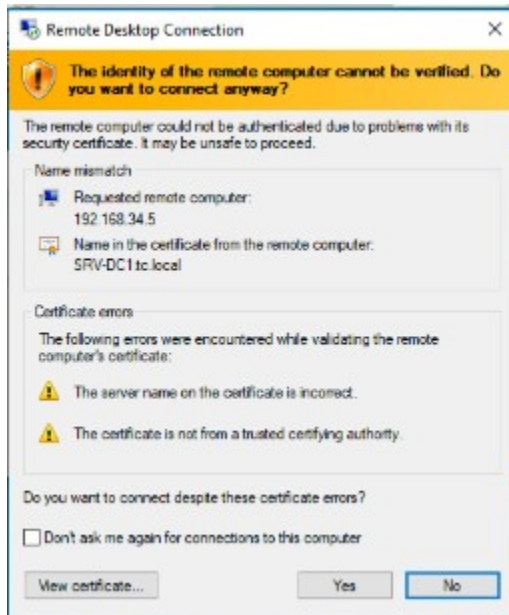 Remote Desktop Connection
The identity of the remote computer cannot be verified. Do
you want to connect anyway?
The remote computer could not be authenticated due to problems with its
security certificate. It may be unsafe to proceed.
Name mismatch
Requested remote computer:
192.168.34.5
Name in the certificate from the remote computer:
SRV-DC1.tc.local
Certificate errors
The following errors were encountered while validating the remote
computer's certificate:
The server name on the certificate is incorrect.
The certificate is not from a trusted certifying authority.
Do you want to connect despite these certificate errors?
Don't ask me again for connections to this computer
View certificate...
Yes
No